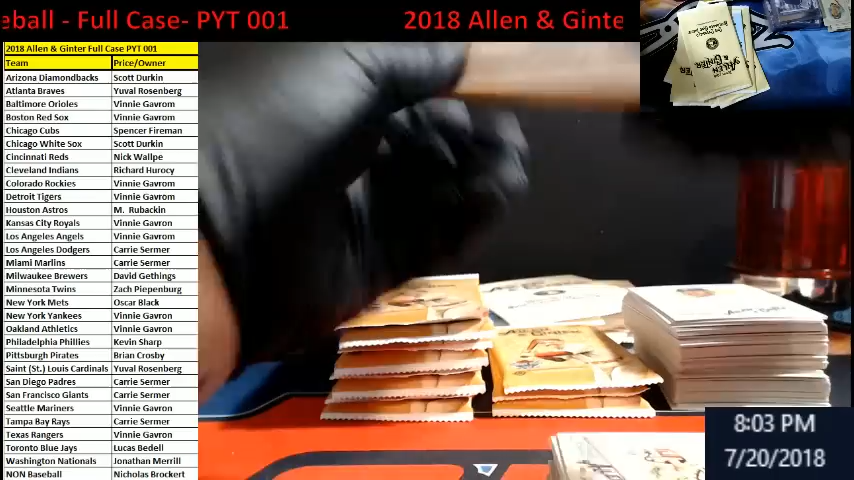 eball - Full Case- PYT 001 2018 Allen & Ginte
2018 Allen & Ginter Full Case PYT 001
Team Price/Owner
Arizona Diamondbacks Scott Durkin
Atlanta Braves Yuval Rosenberg
Baltimore Orioles Vinnie Gavrom
Boston Red Sox Vinnie Gavrom
Chicago Cubs Spencer Fireman
Chicago White Sox Scott Durkin
Cincinnati Reds Nick Wallpe
Cleveland Indians Richard Hurocy
Colorado Rockies Vinnie Gavrom
Detroit Tigers Vinnie Gavrom
Houston Astros M. Rubackin
Kansas City Royals Vinnie Gavron
Los Angeles Angels Vinnie Gavrom
Los Angeles Dodgers Carrie Sermer
Miami Marlins Carrie Sermer
Milwaukee Brewers David Gethings
Minnesota Twins Zach Piepenburg
New York Mets Oscar Black
New York Yankees Vinnie Gavron
Oakland Athletics Vinnie Gavron
Philadelphia Phillies Kevin Sharp
Pittsburgh Pirates Brian Crosby
Saint (St.) Louis Cardinals Yuval Rosenberg
San Diego Padres Carrie Sermer
San Francisco Giants Carrie Sermer
Seattle Mariners Vinnie Gavron
Tampa Bay Rays Carrie Sermer
Texas Rangers Vinnie Gavron
Toronto Blue Jays Lucas Bedell
Washington Nationals Jonathan Merrill
NON Baseball Nicholas Brockert
ALLEN
& GINTER
8:03 PM
7/20/2018